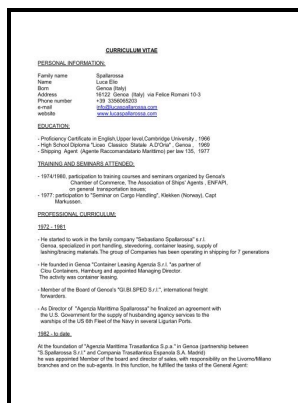 CURRICULUM VITAE
PERSONAL INFORMATION:
Family name Spallarossa
Name Luca Elio
Born Genoa (Italy)
Address 16122 Genoa (Italy) via Felice Romani 10-3
Phone number +39 3356065203
e-mail info@lucaspallarossa.com
website www.lucaspallarossa.com
EDUCATION:
- Proficiency Certificate in English,Upper level,Cambridge University , 1966
- High School Diploma "Liceo Classico Statale A.D'Oria" , Genoa , 1969
- Shipping Agent (Agente Raccomandatario Marittimo) per law 135, 1977
TRAINING AND SEMINARS ATTENDED:
- 1974/1980, participation to training courses and seminars organized by Genoa's
Chamber of Commerce, The Association of Ships' Agents , ENFAPI,
on general transportation issues;
- 1977: participation to "Seminar on Cargo Handling", Klekken (Norway), Capt
Markussen.
PROFESSIONAL CURRICULUM:
1972 - 1981
- He started to work in the family company "Sebastiano Spallarossa" s.r.l.
Genoa, specialized in port handling, stevedoring, container leasing, supply of
lashing/bracing materials.The group of Companies has been operating in shipping for 7 generations
- He founded in Genoa "Container Leasing Agenzia S.r.l." as partner of
Clou Containers, Hamburg and appointed Managing Director.
The activity was container leasing.
- Member of the Board of Genoa's "GI.BI.SPED S.r.l.", international freight
forwarders.
- As Director of "Agenzia Marittima Spallarossa" he finalized an agreement with
the U.S. Government for the supply of husbanding agency services to the
warships of the US 6th Fleet of the Navy in several Ligurian Ports.
1982 - to date
At the foundation of "Agenzia Marittima Trasatlantica S.p.a." in Genoa (partnership between
"S.Spallarossa S.r.l." and Compania Trasatlantica Espanola S.A. Madrid)
he was appointed Member of the board and director of sales, with responsibility on the Livorno/Milano
branches and on the sub-agents. In this function, he fulfilled the tasks of the General Agent: